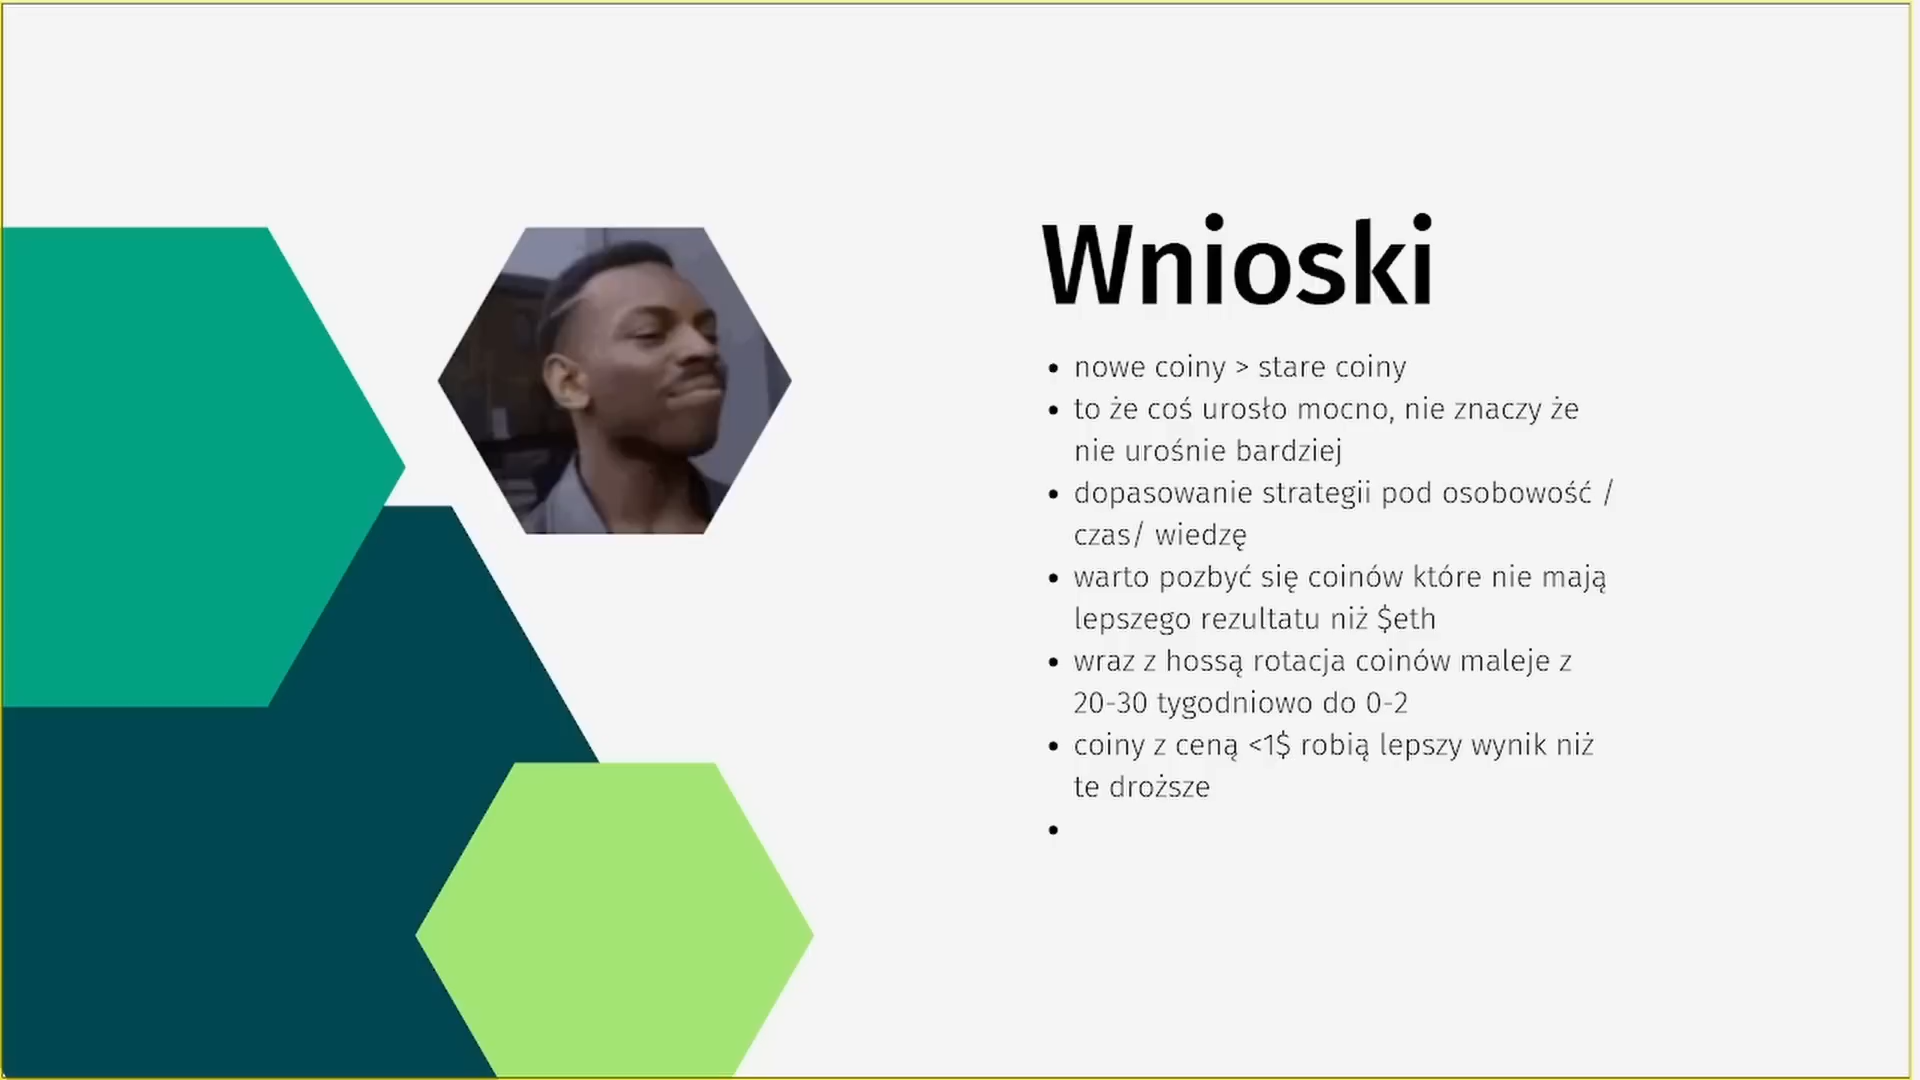 Wnioski
• nowe coiny > stare coiny
• to że coś urosło mocno, nie znaczy że
nie urośnie bardziej
• dopasowanie strategii pod osobowość /
czas/ wiedzę
• warto pozbyć się coinów które nie mają
lepszego rezultatu niż $eth
• wraz z hossą rotacja coinów maleje z
20-30 tygodniowo do 0-2
• coiny z ceną <1$ robią lepszy wynik niż
te droższe
•